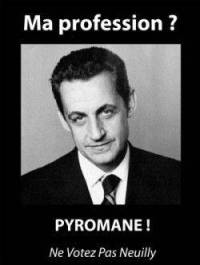 Ma profession ?
PYROMANE !
Ne Votez Pas Neuilly